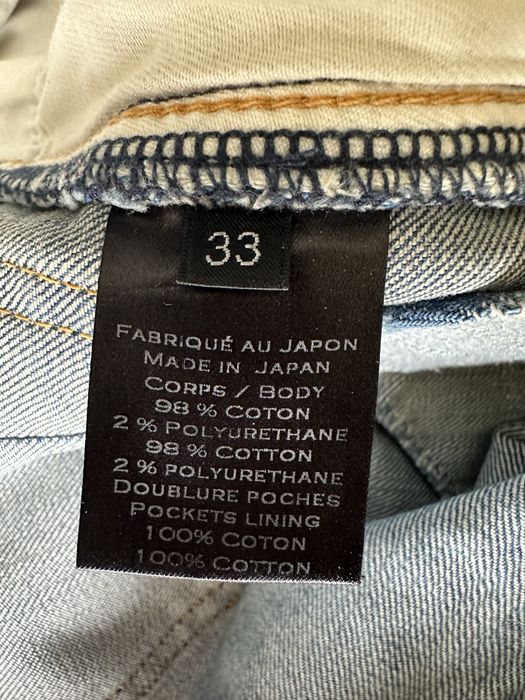 33
FABRIQUÉ AU JAPON
MADE IN JAPAN
CORPS / BODY
98 % COTON
2 % POLYURETHANE
98 % COTTON
2 % POLYURETHANE
DOUBLURE POCHES
POCKETS LINING
100% COTON
100% COTTON